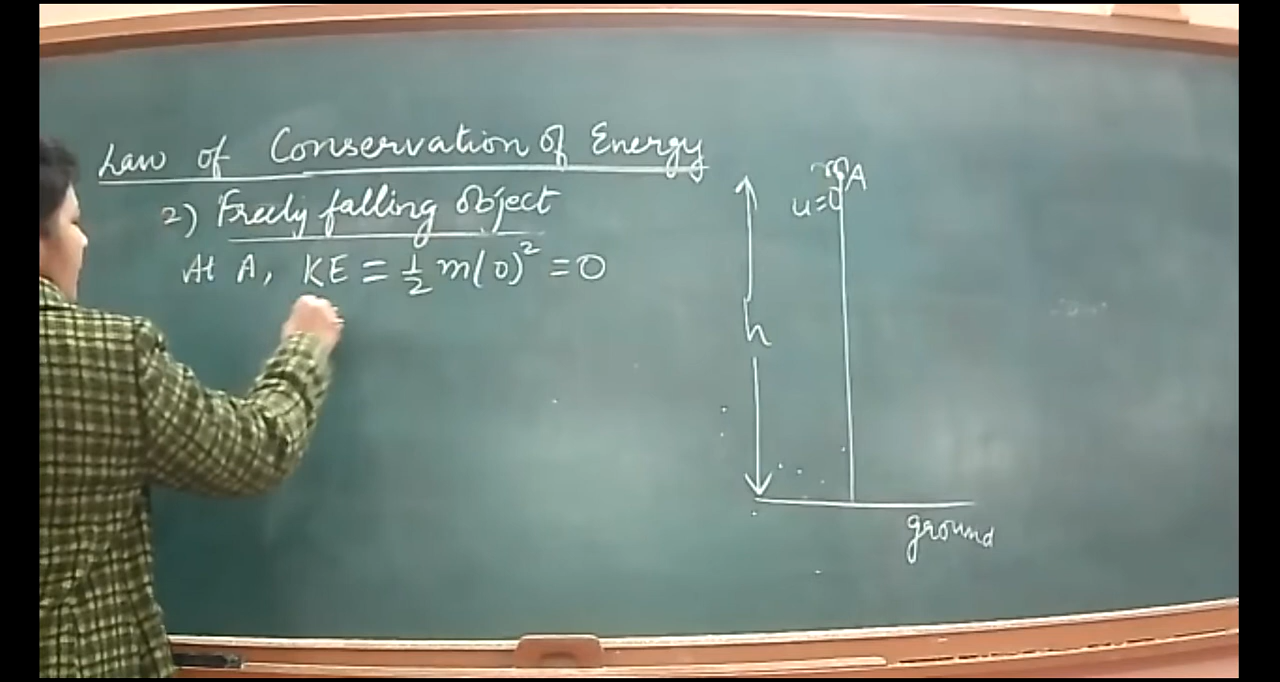 Law of Conservation of Energy
2) Freely falling object
At A, KE = 1/2 m(0)² = 0
m A
u=0
h
ground